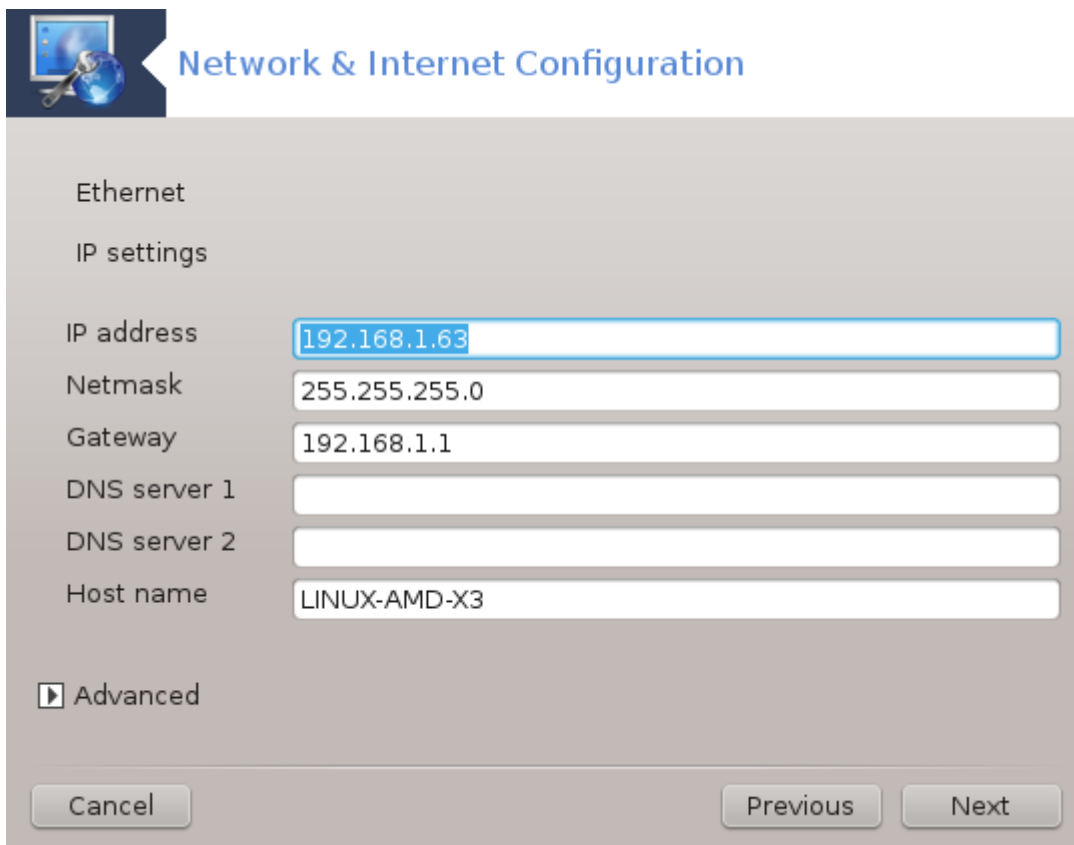 Network & Internet Configuration
Ethernet
IP settings
IP address 192.168.1.63
Netmask 255.255.255.0
Gateway 192.168.1.1
DNS server 1
DNS server 2
Host name LINUX-AMD-X3
Advanced
Cancel Previous Next